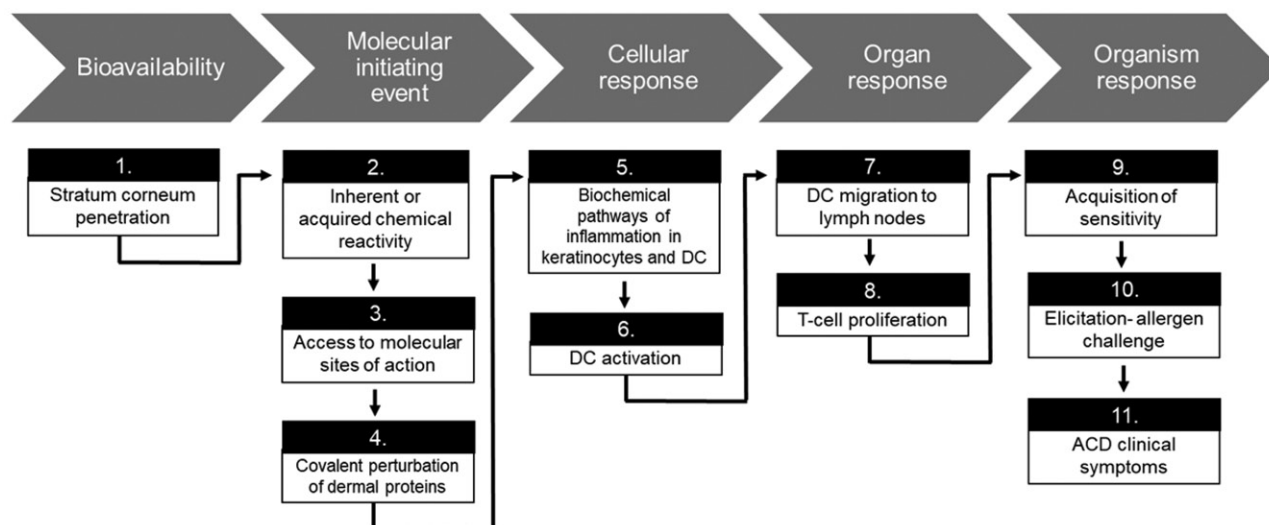 Bioavailability
Molecular
initiating
event
Cellular
response
Organ
response
Organism
response
1.
Stratum corneum
penetration
2.
Inherent or
acquired chemical
reactivity
3.
Access to molecular
sites of action
4.
Covalent perturbation
of dermal proteins
5.
Biochemical
pathways of
inflammation in
keratinocytes and DC
6.
DC activation
7.
DC migration to
lymph nodes
8.
T-cell proliferation
9.
Acquisition of
sensitivity
10.
Elicitation- allergen
challenge
11.
ACD clinical
symptoms